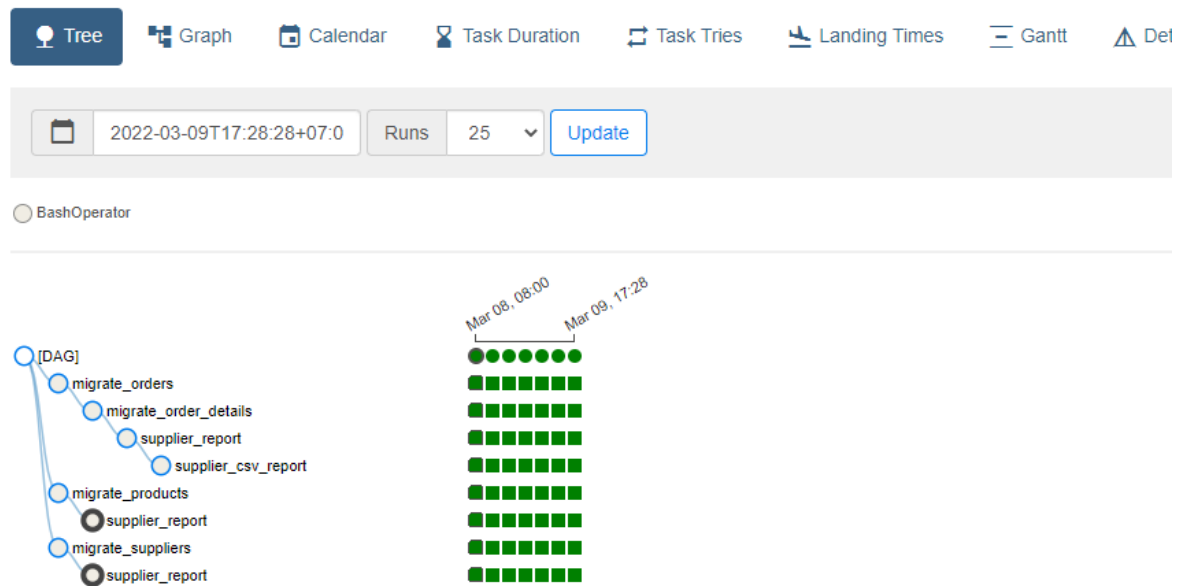 Tree Graph Calendar Task Duration Task Tries Landing Times Gantt Det
2022-03-09T17:28:28+07:0 Runs 25 Update
BashOperator
Mar 08, 08:00 Mar 09, 17:28
[DAG]
migrate_orders
migrate_order_details
supplier_report
supplier_csv_report
migrate_products
supplier_report
migrate_suppliers
supplier_report